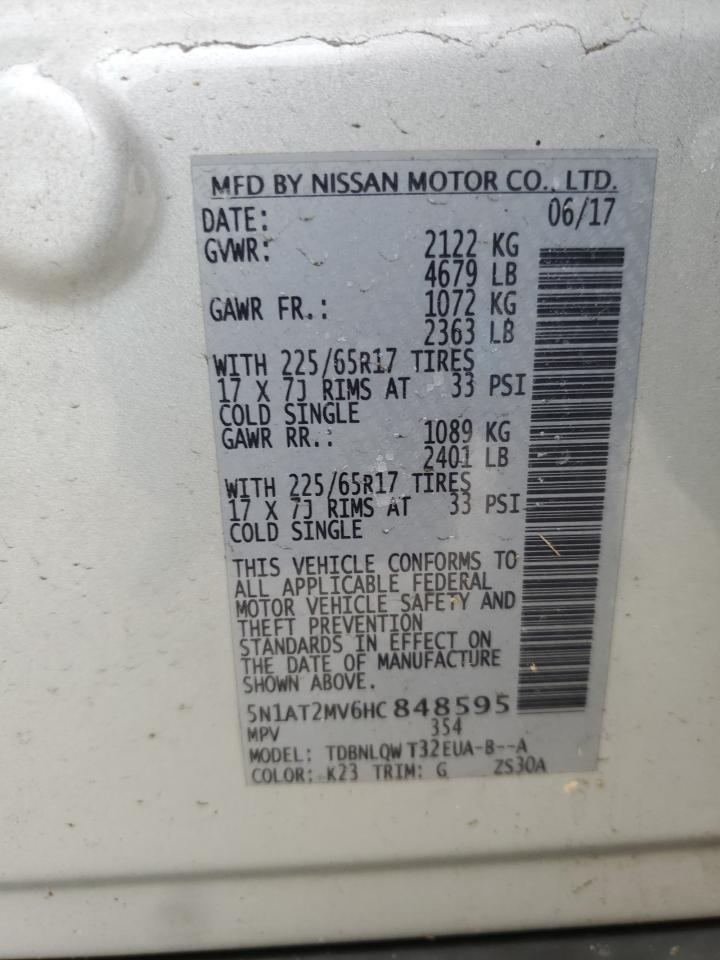 MFD BY NISSAN MOTOR CO., LTD.
DATE: 06/17
GVWR: 2122 KG
4679 LB
GAWR FR.: 1072 KG
2363 LB
WITH 225/65R17 TIRES
17 X 7J RIMS AT 33 PSI
COLD SINGLE
GAWR RR.: 1089 KG
2401 LB
WITH 225/65R17 TIRES
17 X 7J RIMS AT 33 PSI
COLD SINGLE
THIS VEHICLE CONFORMS TO
ALL APPLICABLE FEDERAL
MOTOR VEHICLE SAFETY AND
THEFT PREVENTION
STANDARDS IN EFFECT ON
THE DATE OF MANUFACTURE
SHOWN ABOVE.
5N1AT2MV6HC848595
MPV 354
MODEL: TDBNLQW T32EUA-B--A
COLOR: K23 TRIM: G ZS30A